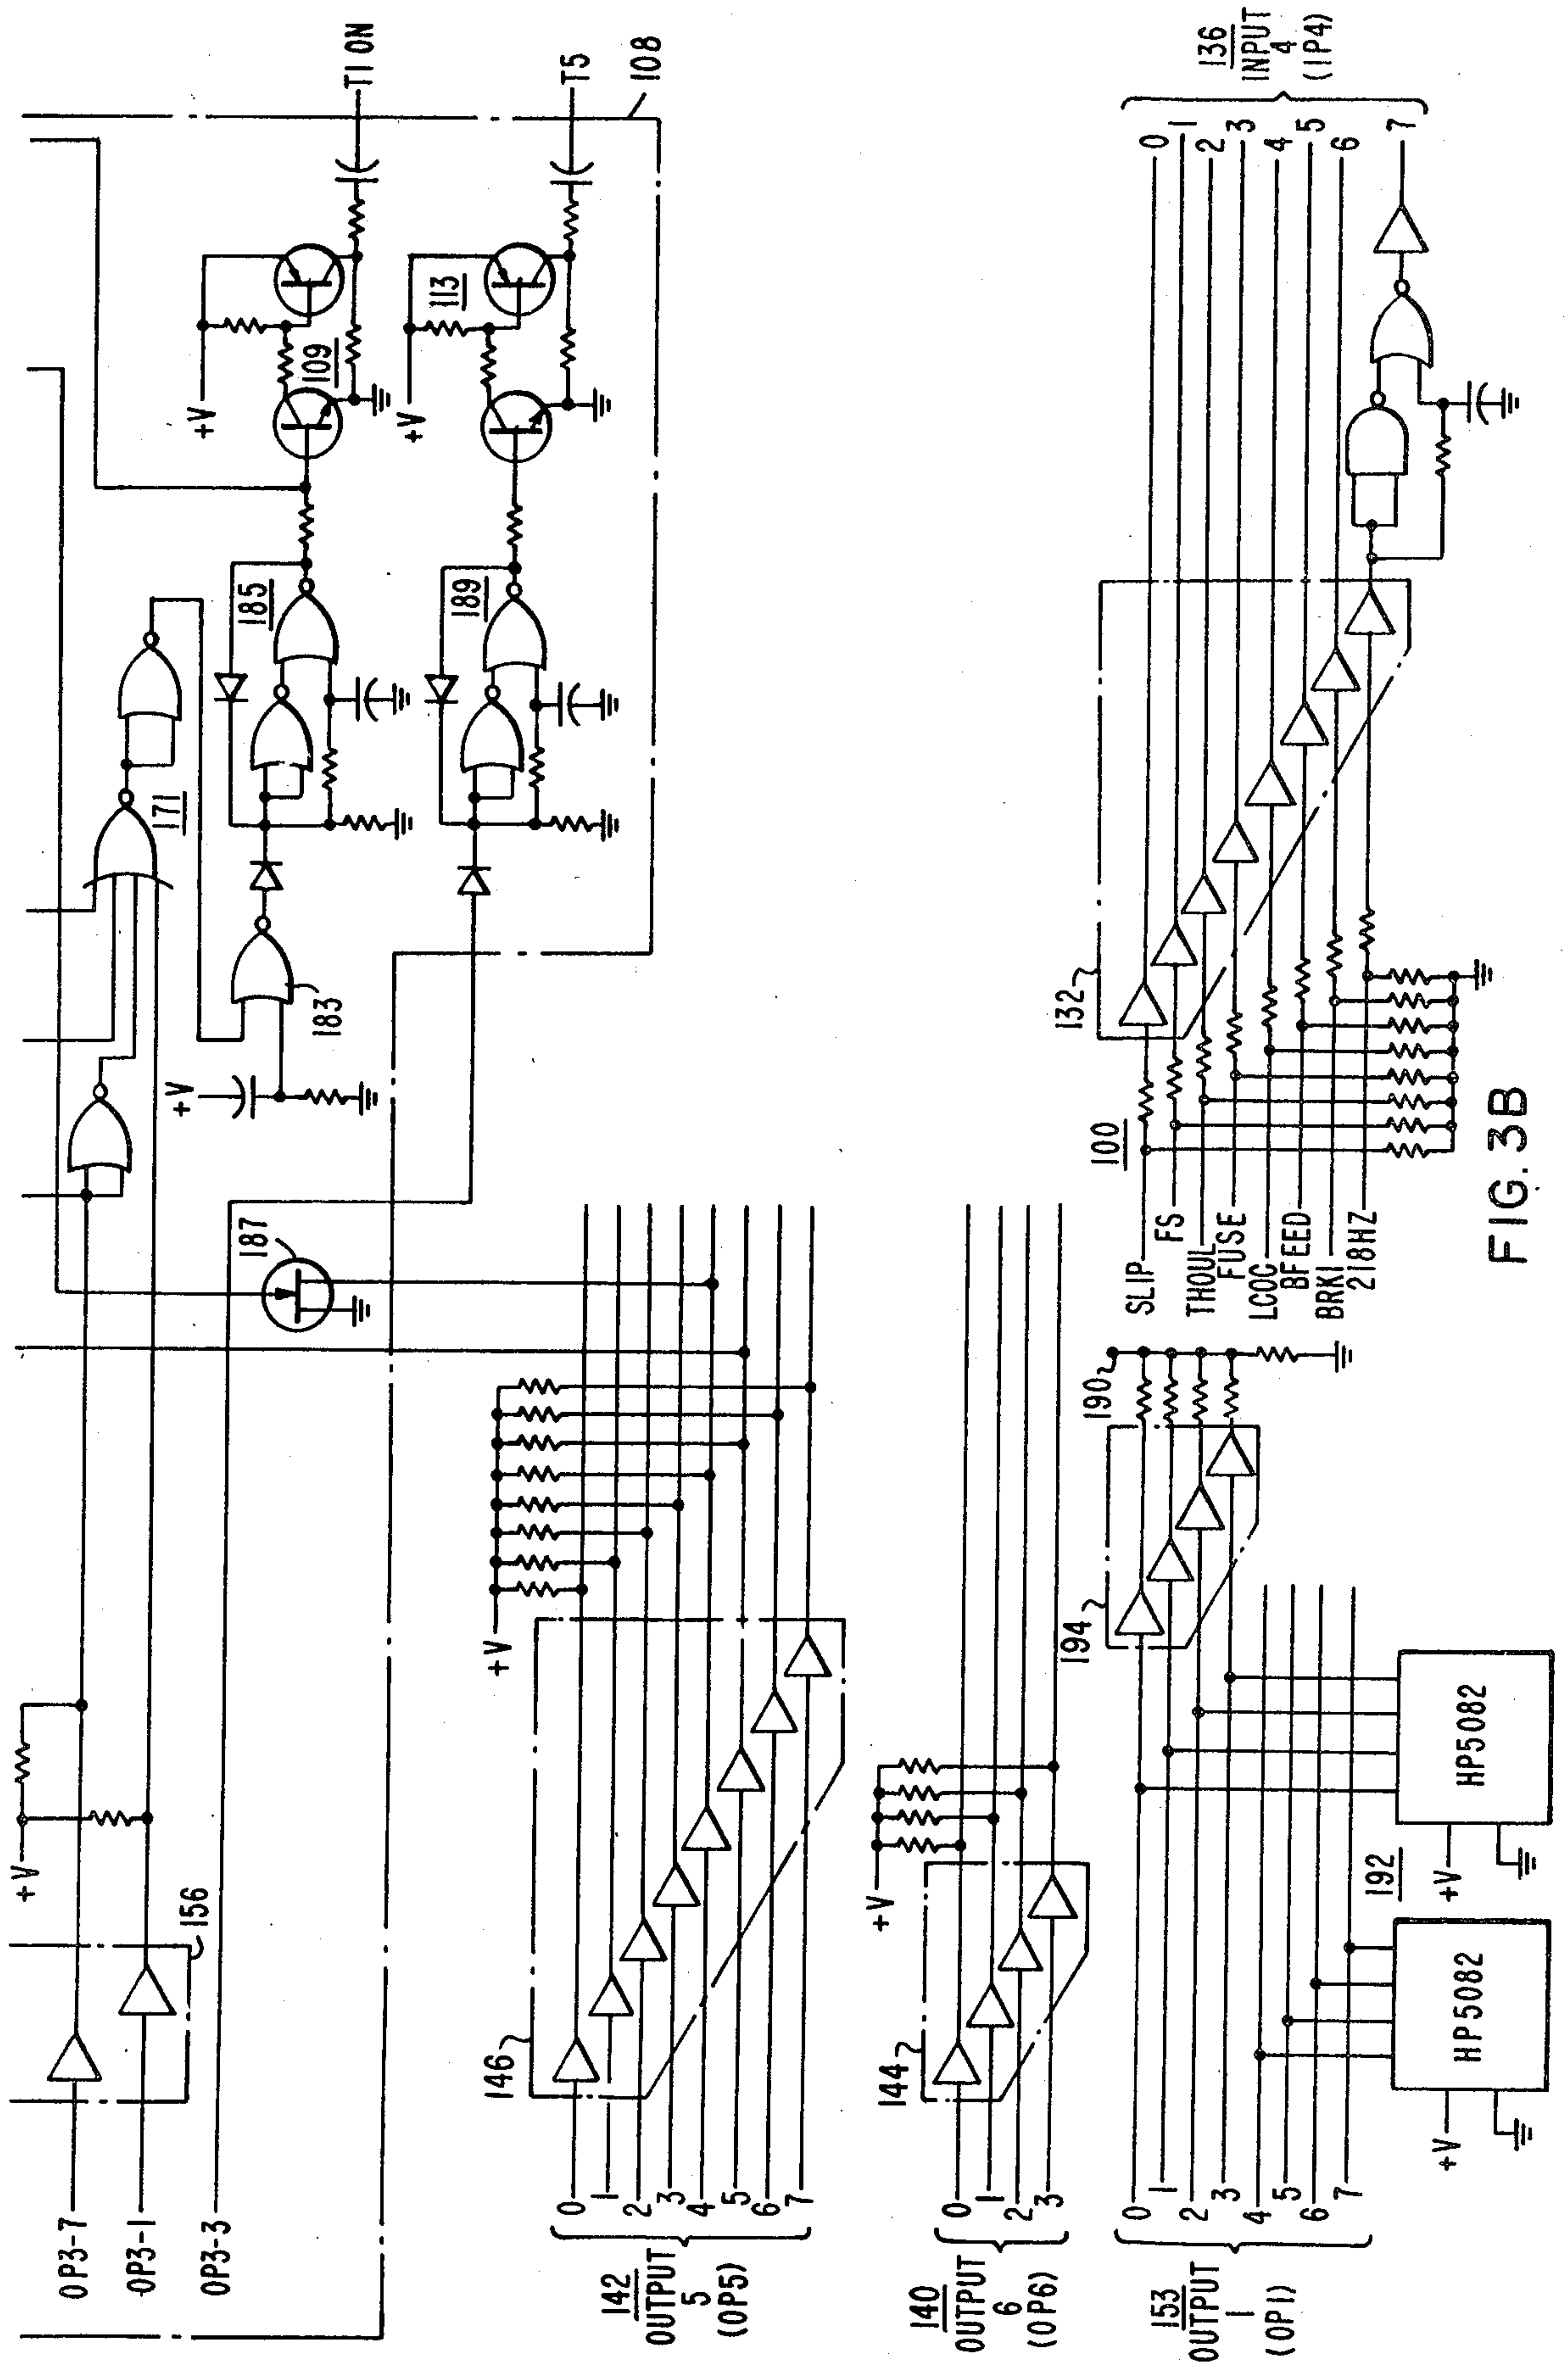 OP3-7
OP3-1
OP3-3
156
+V
171
183
+V
185
109
+V
T1 ON
189
113
+V
T5
108
187
142
OUTPUT
5
(OP5)
0
1
2
3
4
5
6
7
146
+V
140
OUTPUT
6
(OP6)
0
1
2
3
144
+V
153
OUTPUT
1
(OP1)
0
1
2
3
4
5
6
7
194
190
192
+V
HP5082
+V
HP5082
100
SLIP
FS
THOUL
FUSE
LCOC
BFEED
BRK1
218HZ
132
0
1
2
3
4
5
6
7
136
INPUT
4
(IP4)
FIG. 3B